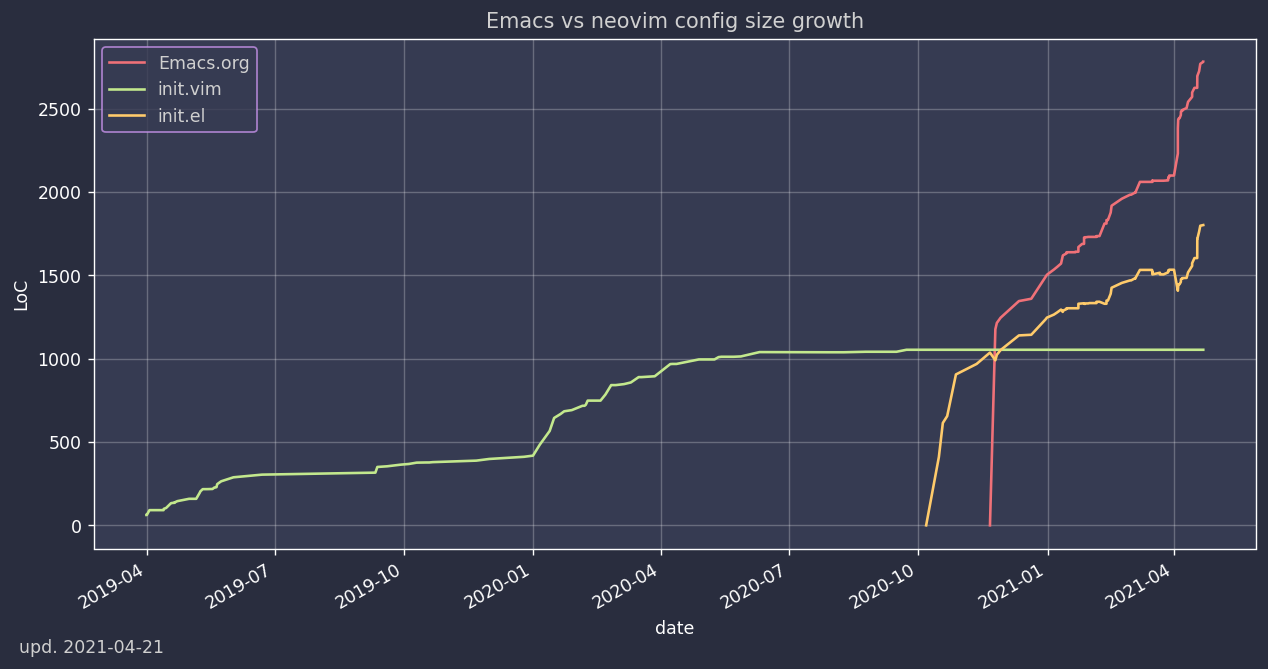 Emacs vs neovim config size growth
Emacs.org
init.vim
init.el
2500
2000
1500
1000
500
0
LoC
2019-04
2019-07
2019-10
2020-01
2020-04
2020-07
2020-10
2021-01
2021-04
date
upd. 2021-04-21